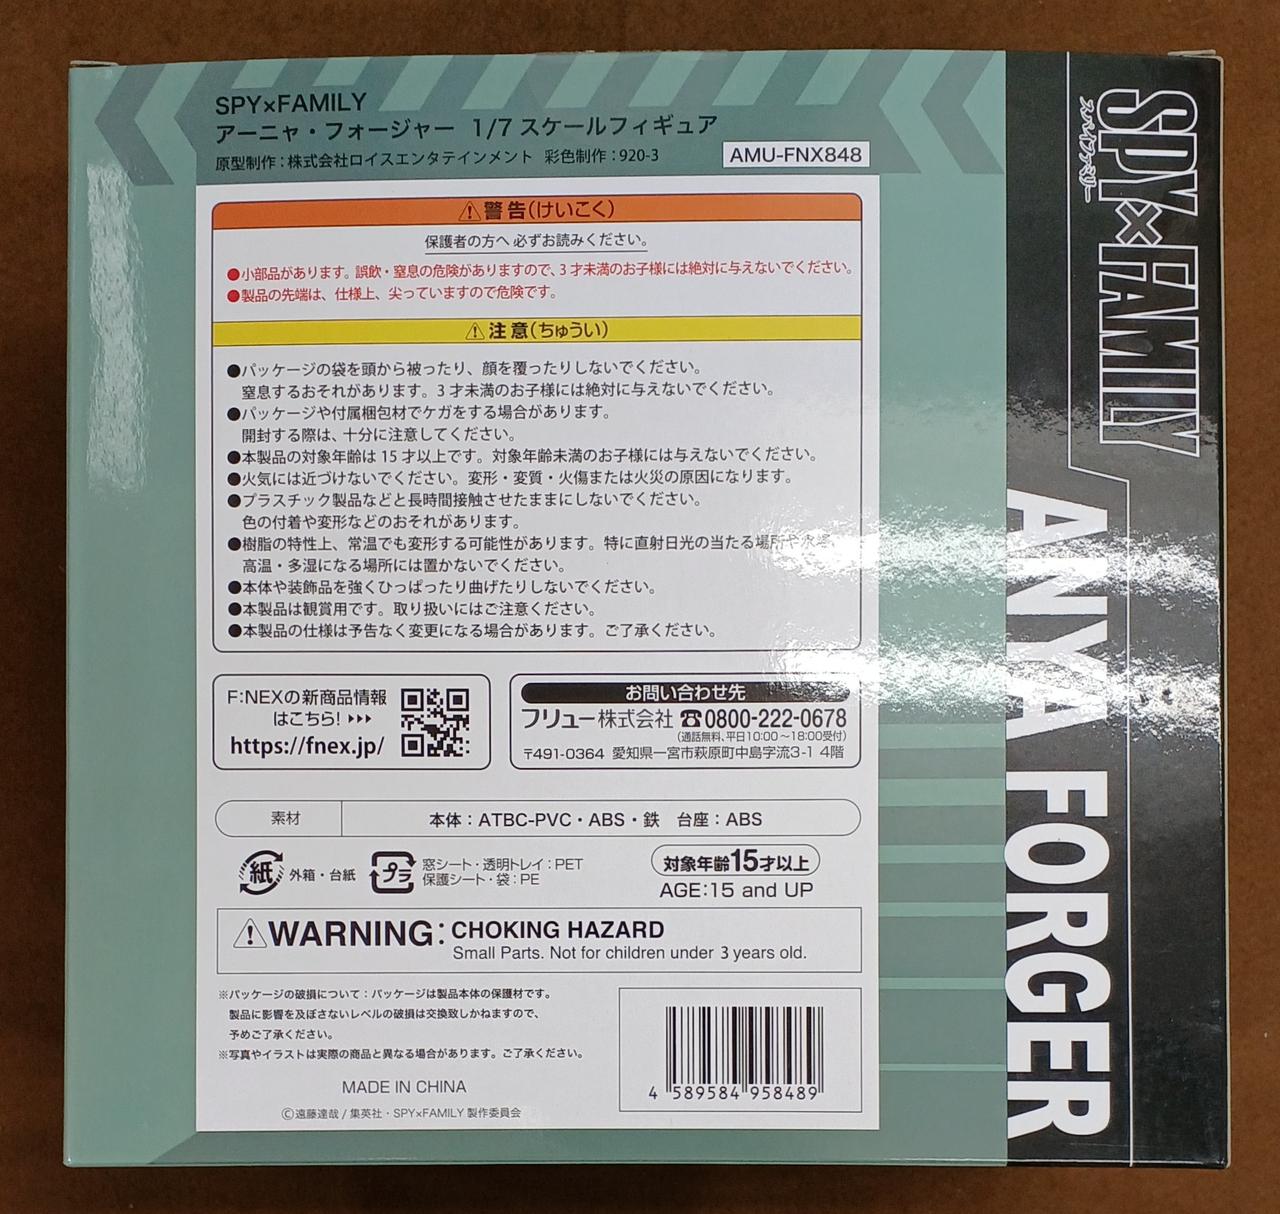 SPY×FAMILY
アーニャ・フォージャー 1/7 スケールフィギュア
原型制作：株式会社ロイスエンタテインメント 彩色制作：920-3
AMU-FNX848
⚠警告(けいこく)
保護者の方へ 必ずお読みください。
●小部品があります。誤飲・窒息の危険がありますので、3才未満のお子様には絶対に与えないでください。
●製品の先端は、仕様上、尖っていますので危険です。
⚠注意(ちゅうい)
●パッケージの袋を頭から被ったり、顔を覆ったりしないでください。
窒息するおそれがあります。3才未満のお子様には絶対に与えないでください。
●パッケージや付属梱包材でケガをする場合があります。
開封する際は、十分に注意してください。
●本製品の対象年齢は15才以上です。対象年齢未満のお子様には与えないでください。
●火気には近づけないでください。変形・変質・火傷または火災の原因になります。
●プラスチック製品などと長時間接触させたままにしないでください。
色の付着や変形などのおそれがあります。
●樹脂の特性上、常温でも変形する可能性があります。特に直射日光の当たる場所や
高温・多湿になる場所には置かないでください。
●本体や装飾品を強くひっぱったり曲げたりしないでください。
●本製品は観賞用です。取り扱いにはご注意ください。
●本製品の仕様は予告なく変更になる場合があります。ご了承ください。
F:NEXの新商品情報
はこちら!▶▶▶
https://fnex.jp/
お問い合わせ先
フリュー株式会社 ☎0800-222-0678
(通話無料、平日10:00～18:00受付)
〒491-0364 愛知県一宮市萩原町中島字流3-1 4階
素材 本体：ATBC-PVC・ABS・鉄 台座：ABS
紙 外箱・台紙
プラ 窓シート・透明トレイ：PET
保護シート・袋：PE
対象年齢15才以上
AGE:15 and UP
⚠WARNING: CHOKING HAZARD
Small Parts. Not for children under 3 years old.
※パッケージの破損について：パッケージは製品本体の保護材です。
製品に影響を及ぼさないレベルの破損は交換致しかねますので、
予めご了承ください。
※写真やイラストは実際の商品と異なる場合があります。ご了承ください。
MADE IN CHINA
©遠藤達哉/集英社・SPY×FAMILY製作委員会
4 589584 958489
SPY×FAMILY
スパイファミリー
ANYA FORGER